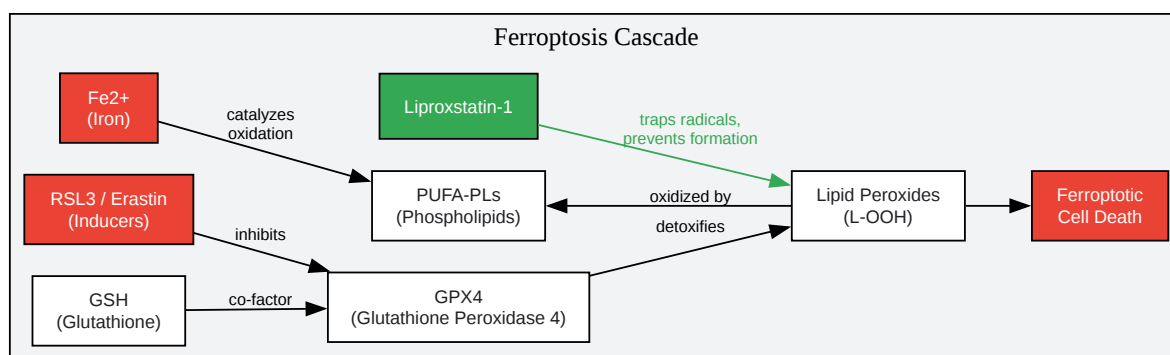 Ferroptosis Cascade
Fe2+
(Iron)
catalyzes
oxidation
Liproxstatin-1
traps radicals,
prevents formation
RSL3 / Erastin
(Inducers)
inhibits
PUFA-PLs
(Phospholipids)
oxidized by
detoxifies
Lipid Peroxides
(L-OOH)
Ferroptotic
Cell Death
GSH
(Glutathione)
co-factor
GPX4
(Glutathione Peroxidase 4)